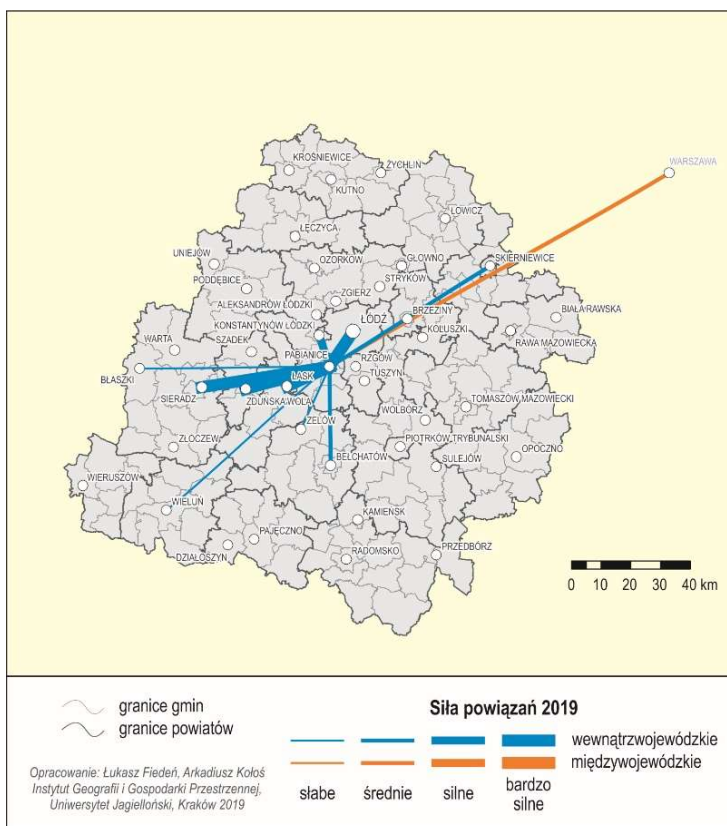 WARSZAWA
KROŚNIEWICE
ŻYCHLIN
KUTNO
ŁOWICZ
ŁĘCZYCA
UNIEJÓW
OZORKÓW
GŁOWNO
SKIERNIEWICE
PODDĘBICE
STRYKÓW
ZGIERZ
ALEKSANDRÓW ŁÓDZKI
BRZEZINY
BIAŁA RAWSKA
KONSTANTYNÓW ŁÓDZKI
ŁÓDŹ
KOLUSZKI
RAWA MAZOWIECKA
WARTA
SZADEK
PABIANICE
RZGÓW
BŁASZKI
ŁASK
TUSZYN
SIERADZ
ZDUŃSKA WOLA
TOMASZÓW MAZOWIECKI
WOLBÓRZ
ZELÓW
ZŁOCZEW
PIOTRKÓW TRYBUNALSKI
OPOCZNO
BEŁCHATÓW
SULEJÓW
WIERUSZÓW
WIELUŃ
KAMIEŃSK
PAJĘCZNO
DZIAŁOSZYN
RADOMSKO
PRZEDBÓRZ
0 10 20 30 40 km
granice gmin
granice powiatów
Opracowanie: Łukasz Fiedeń, Arkadiusz Kołoś
Instytut Geografii i Gospodarki Przestrzennej,
Uniwersytet Jagielloński, Kraków 2019
Siła powiązań 2019
wewnątrzwojewódzkie
międzywojewódzkie
słabe średnie silne bardzo
silne